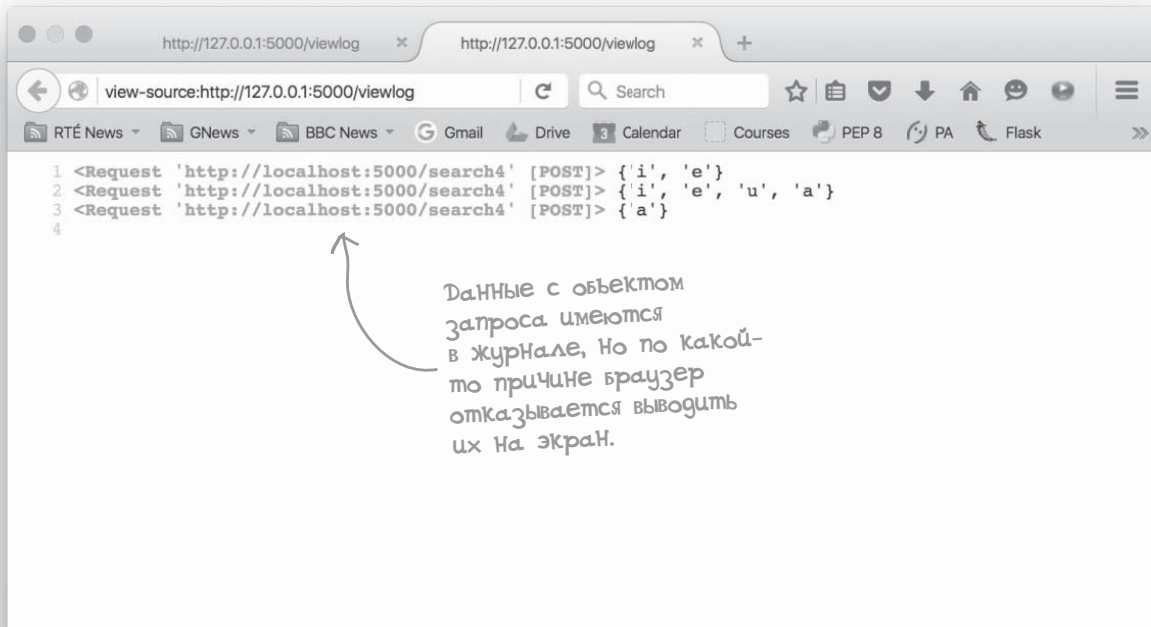 http://127.0.0.1:5000/viewlog × http://127.0.0.1:5000/viewlog × +
view-source:http://127.0.0.1:5000/viewlog Search
RTÉ News GNews BBC News G Gmail Drive 3 Calendar Courses PEP 8 PA Flask »
1 <Request 'http://localhost:5000/search4' [POST]> {'i', 'e'}
2 <Request 'http://localhost:5000/search4' [POST]> {'i', 'e', 'u', 'a'}
3 <Request 'http://localhost:5000/search4' [POST]> {'a'}
4
Данные с объектом
запроса имеются
в журнале, но по какой-
то причине браузер
отказывается выводить
их на экран.